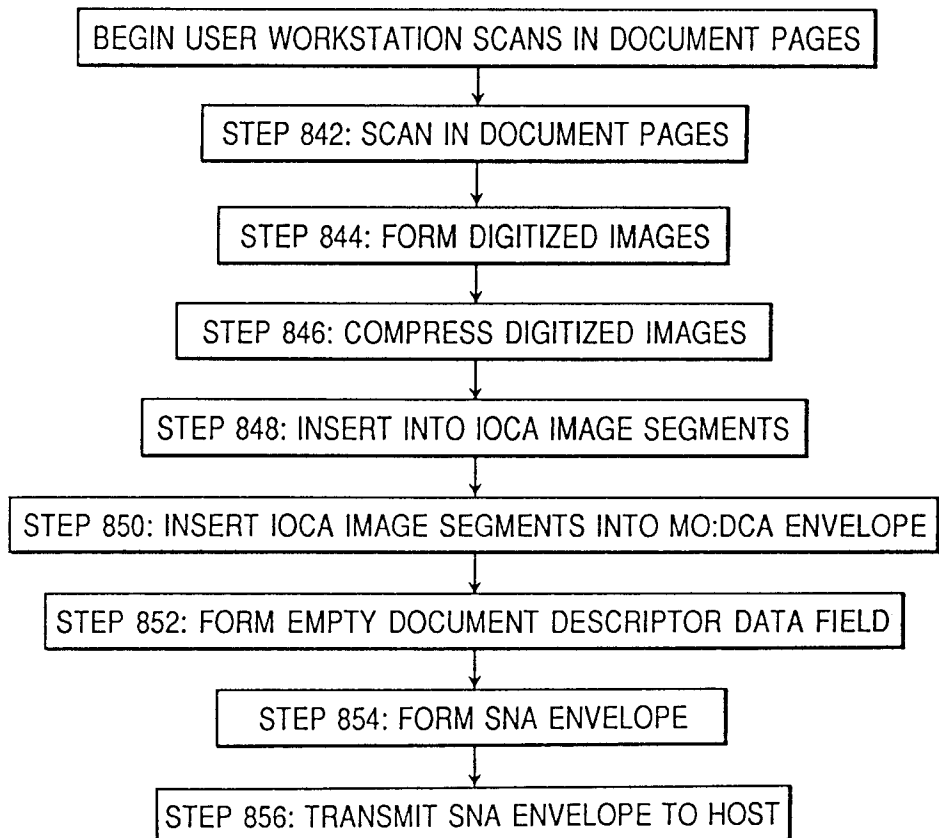 BEGIN USER WORKSTATION SCANS IN DOCUMENT PAGES
STEP 842: SCAN IN DOCUMENT PAGES
STEP 844: FORM DIGITIZED IMAGES
STEP 846: COMPRESS DIGITIZED IMAGES
STEP 848: INSERT INTO IOCA IMAGE SEGMENTS
STEP 850: INSERT IOCA IMAGE SEGMENTS INTO MO:DCA ENVELOPE
STEP 852: FORM EMPTY DOCUMENT DESCRIPTOR DATA FIELD
STEP 854: FORM SNA ENVELOPE
STEP 856: TRANSMIT SNA ENVELOPE TO HOST